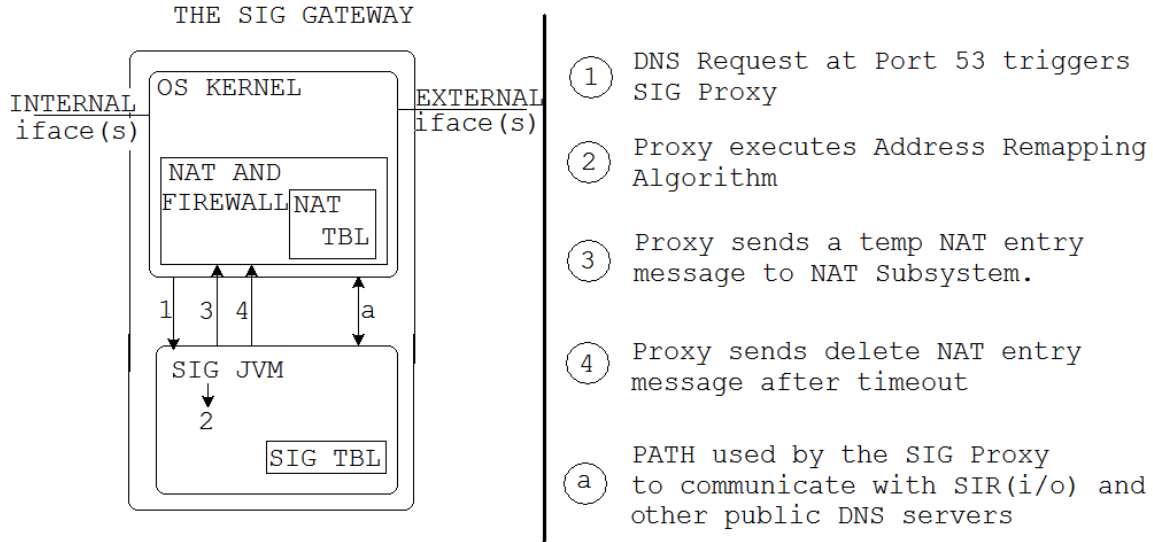 THE SIG GATEWAY
OS KERNEL
INTERNAL
iface(s)
EXTERNAL
iface(s)
NAT AND
FIREWALL
NAT
TBL
1
3
4
a
SIG JVM
2
SIG TBL
1
DNS Request at Port 53 triggers
SIG Proxy
2
Proxy executes Address Remapping
Algorithm
3
Proxy sends a temp NAT entry
message to NAT Subsystem.
4
Proxy sends delete NAT entry
message after timeout
a
PATH used by the SIG Proxy
to communicate with SIR(i/o) and
other public DNS servers